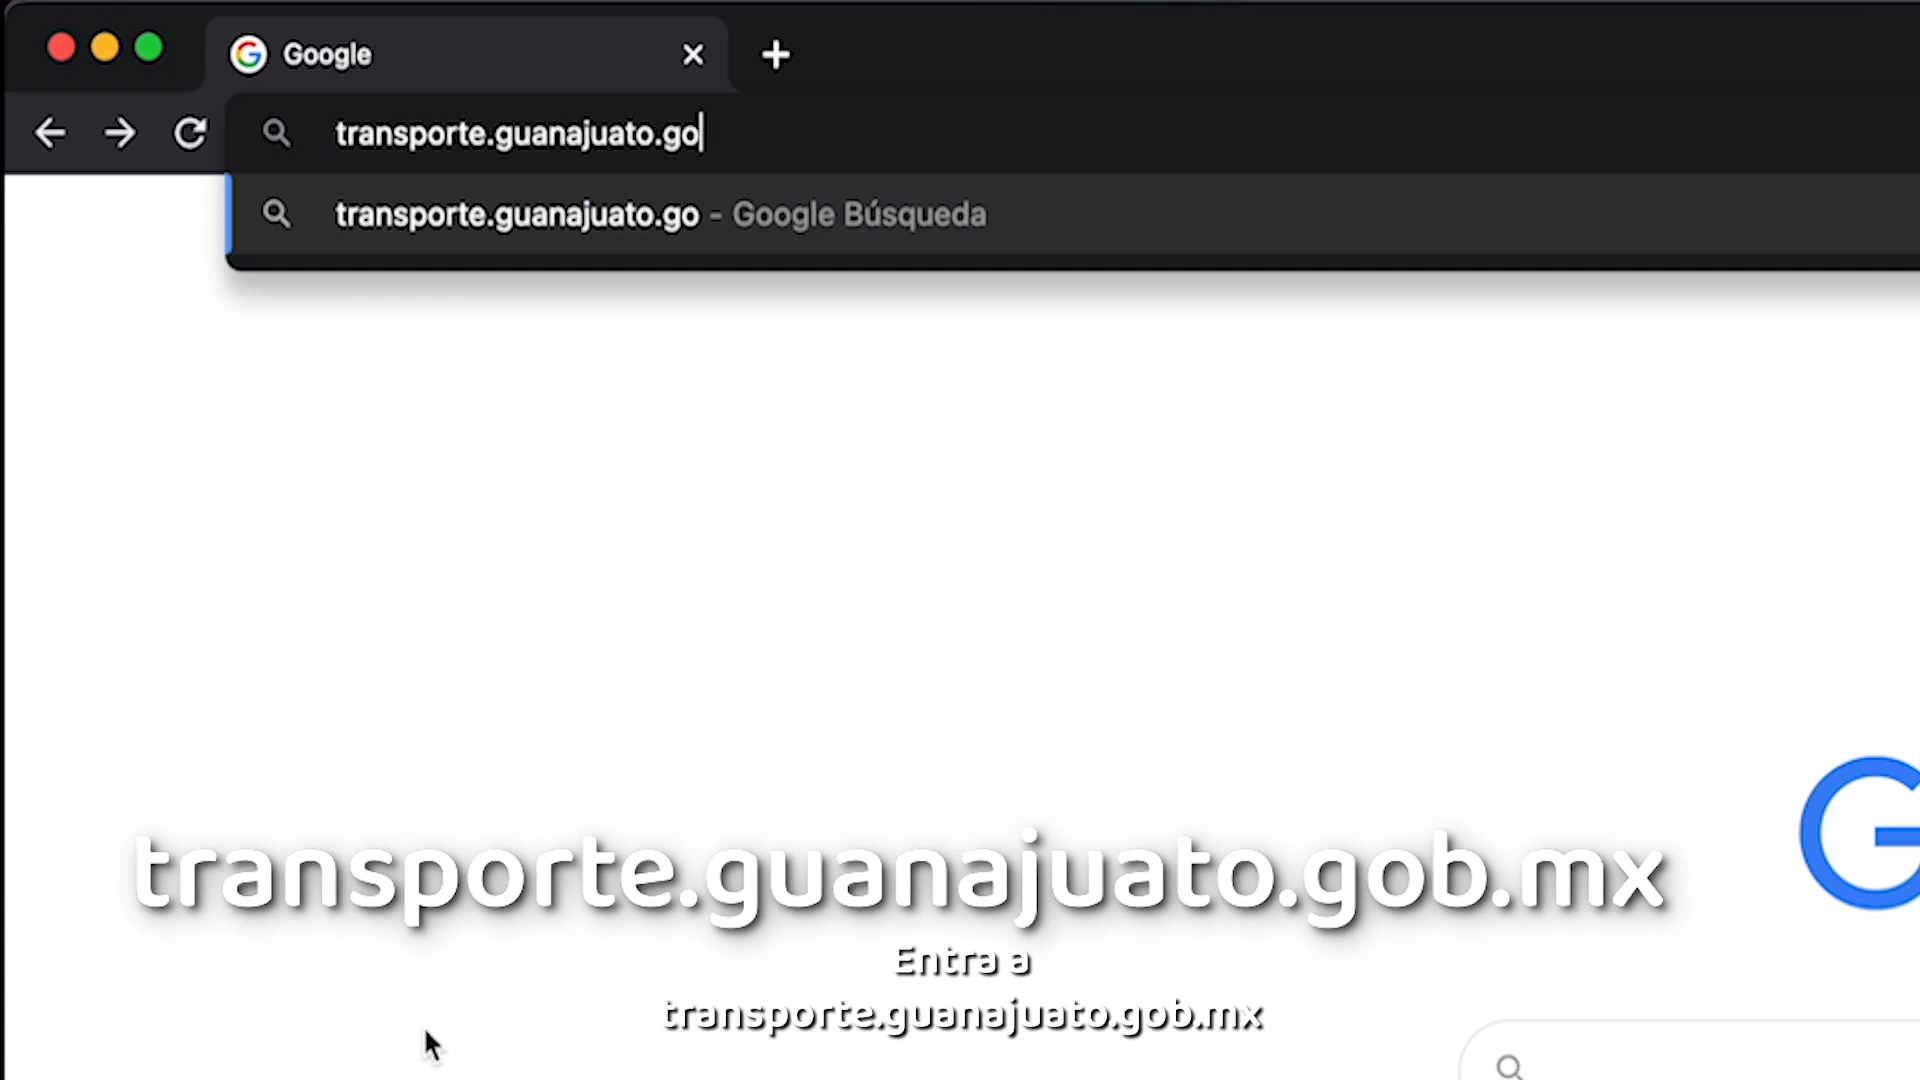 Google
transporte.guanajuato.go
transporte.guanajuato.go - Google Búsqueda
G
transporte.guanajuato.gob.mx
Entra a
transporte.guanajuato.gob.mx